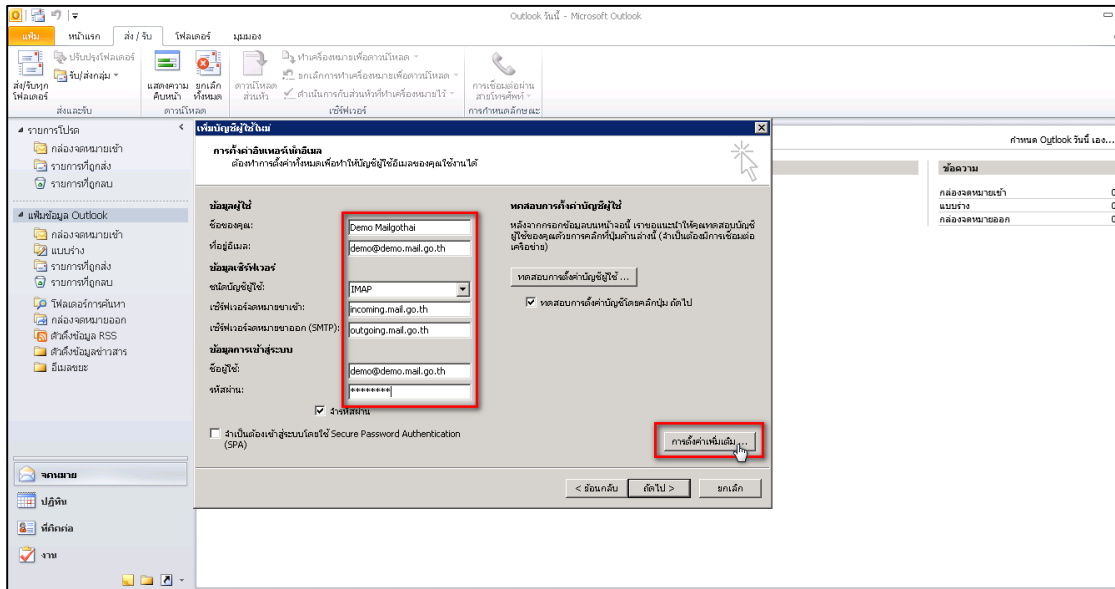 Outlook วันนี้ - Microsoft Outlook
แฟ้ม หน้าแรก ส่ง / รับ โฟลเดอร์ มุมมอง
ส่ง/รับทุกโฟลเดอร์
ปรับปรุงโฟลเดอร์
รับ/ส่งกลุ่ม
ส่งและรับ
แสดงความคืบหน้า
ยกเลิกทั้งหมด
ดาวน์โหลด
ดาวน์โหลดส่วนหัว
ทำเครื่องหมายเพื่อดาวน์โหลด
ยกเลิกการทำเครื่องหมายเพื่อดาวน์โหลด
ดำเนินการกับส่วนหัวที่ทำเครื่องหมายไว้
เซิร์ฟเวอร์
การเชื่อมต่อผ่านสายโทรศัพท์
การกำหนดลักษณะ
รายการโปรด
กล่องจดหมายเข้า
รายการที่ถูกส่ง
รายการที่ถูกลบ
แฟ้มข้อมูล Outlook
กล่องจดหมายเข้า
แบบร่าง
รายการที่ถูกส่ง
รายการที่ถูกลบ
โฟลเดอร์การค้นหา
กล่องจดหมายออก
ตัวดึงข้อมูล RSS
ตัวดึงข้อมูลข่าวสาร
อีเมลขยะ
จดหมาย
ปฏิทิน
ที่ติดต่อ
งาน
เพิ่มบัญชีผู้ใช้ใหม่
การตั้งค่าอินเทอร์เน็ตอีเมล
ต้องทำการตั้งค่าทั้งหมดเพื่อทำให้บัญชีผู้ใช้อีเมลของคุณใช้งานได้
ข้อมูลผู้ใช้
ชื่อของคุณ: Demo Mailgothai
ที่อยู่อีเมล: demo@demo.mail.go.th
ข้อมูลเซิร์ฟเวอร์
ชนิดบัญชีผู้ใช้: IMAP
เซิร์ฟเวอร์จดหมายขาเข้า: incoming.mail.go.th
เซิร์ฟเวอร์จดหมายขาออก (SMTP): outgoing.mail.go.th
ข้อมูลการเข้าสู่ระบบ
ชื่อผู้ใช้: demo@demo.mail.go.th
รหัสผ่าน: ********
จำรหัสผ่าน
จำเป็นต้องเข้าสู่ระบบโดยใช้ Secure Password Authentication
(SPA)
ทดสอบการตั้งค่าบัญชีผู้ใช้
หลังจากกรอกข้อมูลบนหน้าจอนี้ เราขอแนะนำให้คุณทดสอบบัญชี
ผู้ใช้ของคุณด้วยการคลิกที่ปุ่มด้านล่างนี้ (จำเป็นต้องมีการเชื่อมต่อ
เครือข่าย)
ทดสอบการตั้งค่าบัญชีผู้ใช้ ...
ทดสอบการตั้งค่าบัญชีโดยคลิกปุ่ม ถัดไป
การตั้งค่าเพิ่มเติม ...
< ย้อนกลับ ถัดไป > ยกเลิก
กำหนด Outlook วันนี้ เอง...
ข้อความ
กล่องจดหมายเข้า 0
แบบร่าง 0
กล่องจดหมายออก 0